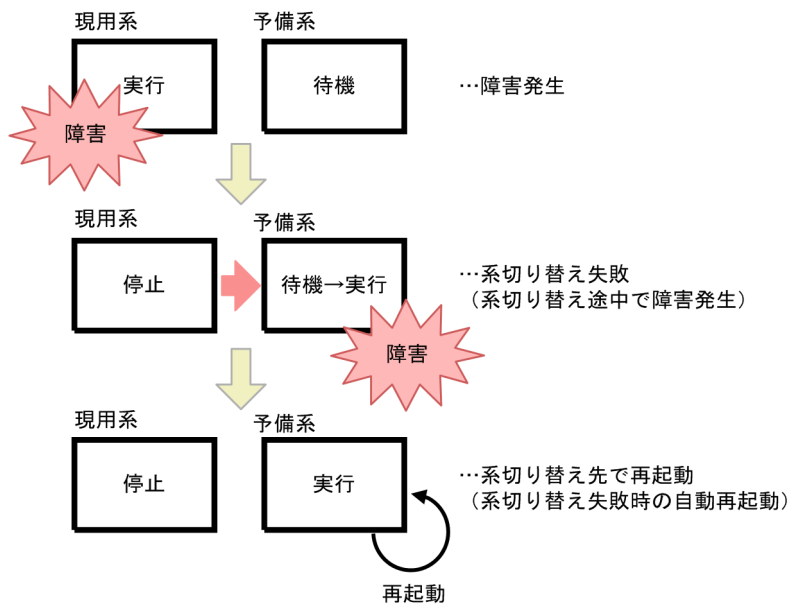 現用系
予備系
実行
待機
…障害発生
障害
現用系
予備系
停止
待機→実行
…系切り替え失敗
（系切り替え途中で障害発生）
障害
現用系
予備系
停止
実行
…系切り替え先で再起動
（系切り替え失敗時の自動再起動）
再起動